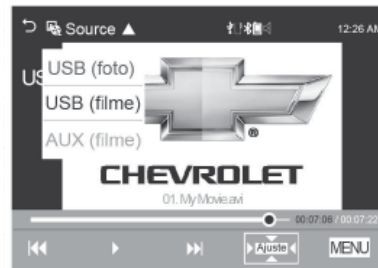 Source ▲ 12:26 AM
US
USB (foto)
USB (filme)
AUX (filme)
®
CHEVROLET
01. My Movie.avi
00:07:06 / 00:07:22
Ajuste MENU